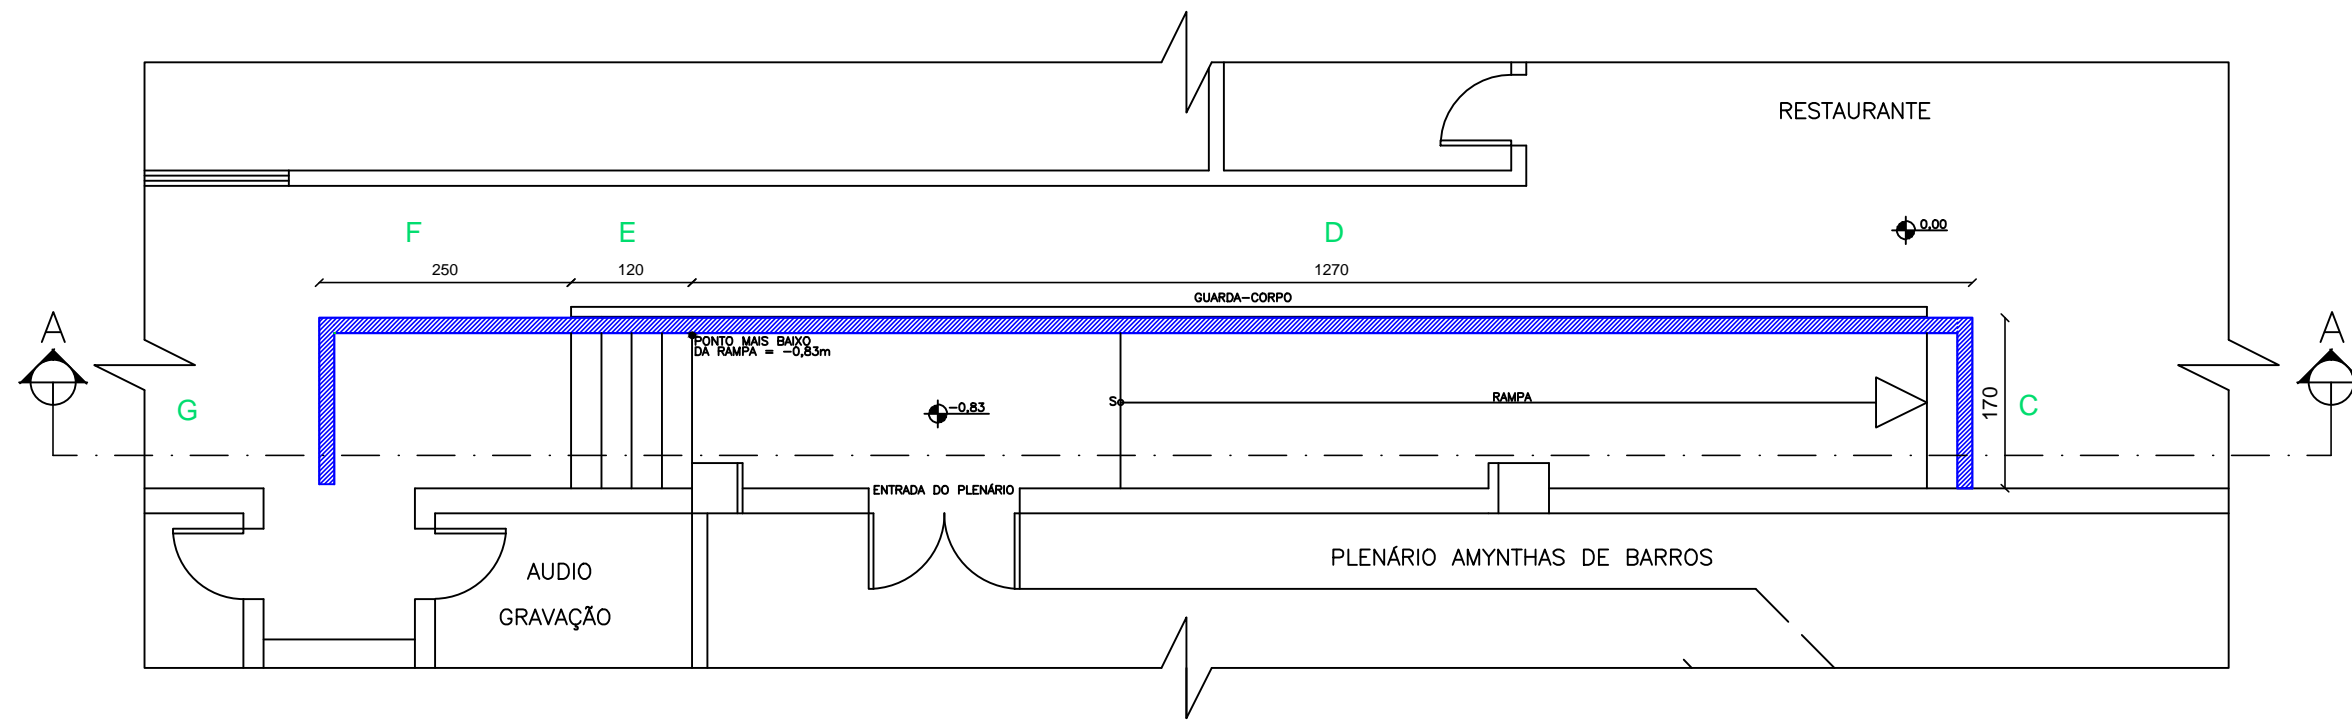 RESTAURANTE
F
E
D
0,00
250
120
1270
GUARDA-CORPO
A
A
PONTO MAIS BAIXO
DA RAMPA = -0,83m
G
-0,83
S
RAMPA
170
C
ENTRADA DO PLENÁRIO
AUDIO
GRAVAÇÃO
PLENÁRIO AMYNTHAS DE BARROS